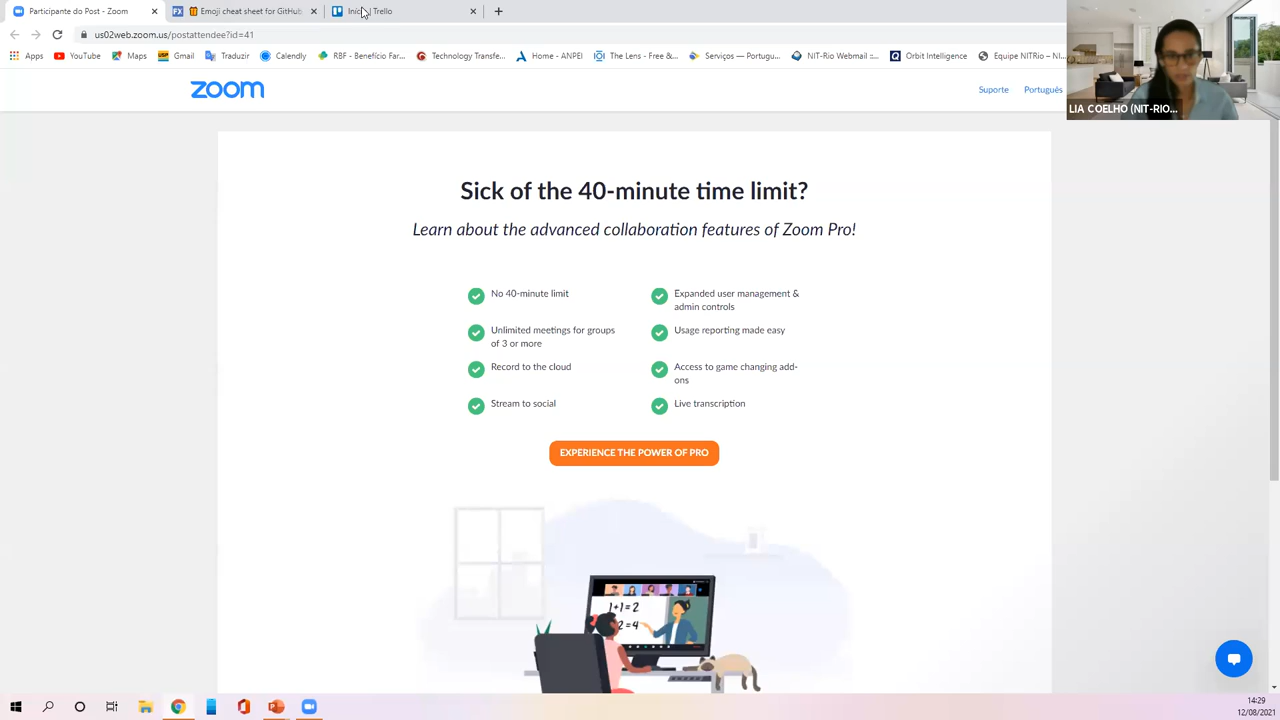 Participante do Post - Zoom
Emoji cheat sheet for GitHub,
Iníci
Trello
us02web.zoom.us/postattendee?id=41
Apps
YouTube
Maps
Gmail
Traduzir
Calendly
RBF - Benefício Far...
Technology Transfe...
Home - ANPEI
The Lens - Free &...
Serviços — Portugu...
NIT-Rio Webmail ::...
Orbit Intelligence
Equipe NITRio – NI...
zoom
Suporte
Português
LIA COELHO (NIT-RIO...
Sick of the 40-minute time limit?
Learn about the advanced collaboration features of Zoom Pro!
No 40-minute limit
Unlimited meetings for groups
of 3 or more
Record to the cloud
Stream to social
Expanded user management &
admin controls
Usage reporting made easy
Access to game changing add-
ons
Live transcription
EXPERIENCE THE POWER OF PRO
1+1=2
2=4
14:29
12/08/2021